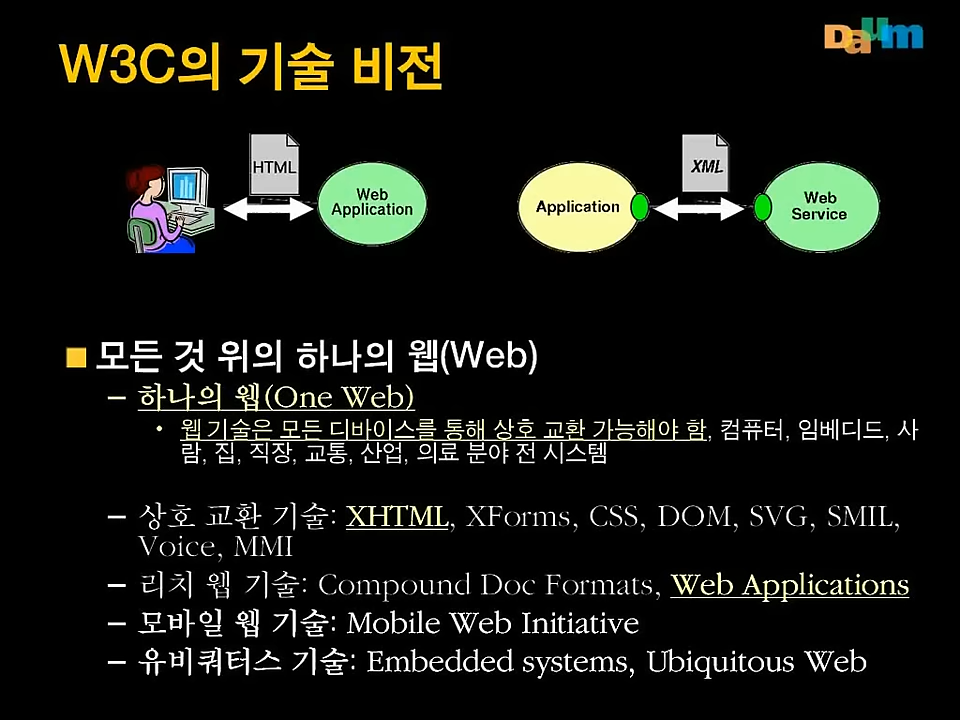 W3C의 기술 비전
Daum
HTML
Web
Application
Application
XML
Web
Service
모든 것 위의 하나의 웹(Web)
– 하나의 웹(One Web)
• 웹 기술은 모든 디바이스를 통해 상호 교환 가능해야 함, 컴퓨터, 임베디드, 사
람, 집, 직장, 교통, 산업, 의료 분야 전 시스템
– 상호 교환 기술: XHTML, XForms, CSS, DOM, SVG, SMIL,
Voice, MMI
– 리치 웹 기술: Compound Doc Formats, Web Applications
– 모바일 웹 기술: Mobile Web Initiative
– 유비쿼터스 기술: Embedded systems, Ubiquitous Web